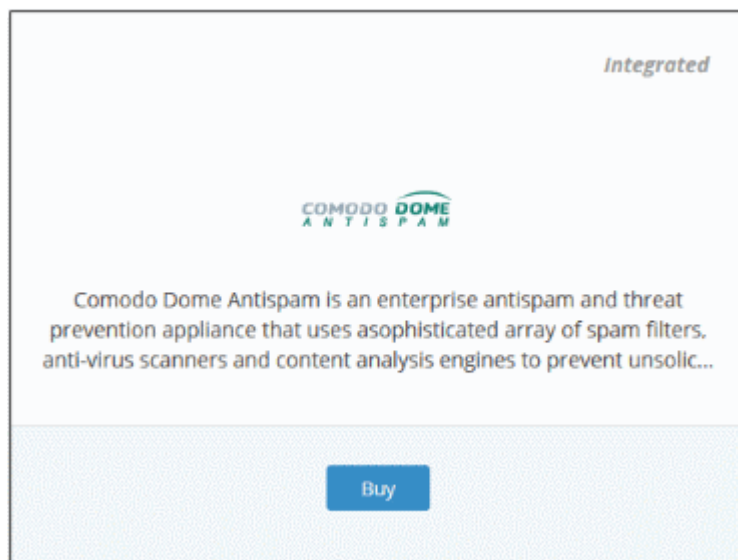 Integrated
COMODO DOME
ANTISPAM
Comodo Dome Antispam is an enterprise antispam and threat
prevention appliance that uses asophisticated array of spam filters,
anti-virus scanners and content analysis engines to prevent unsolic...
Buy